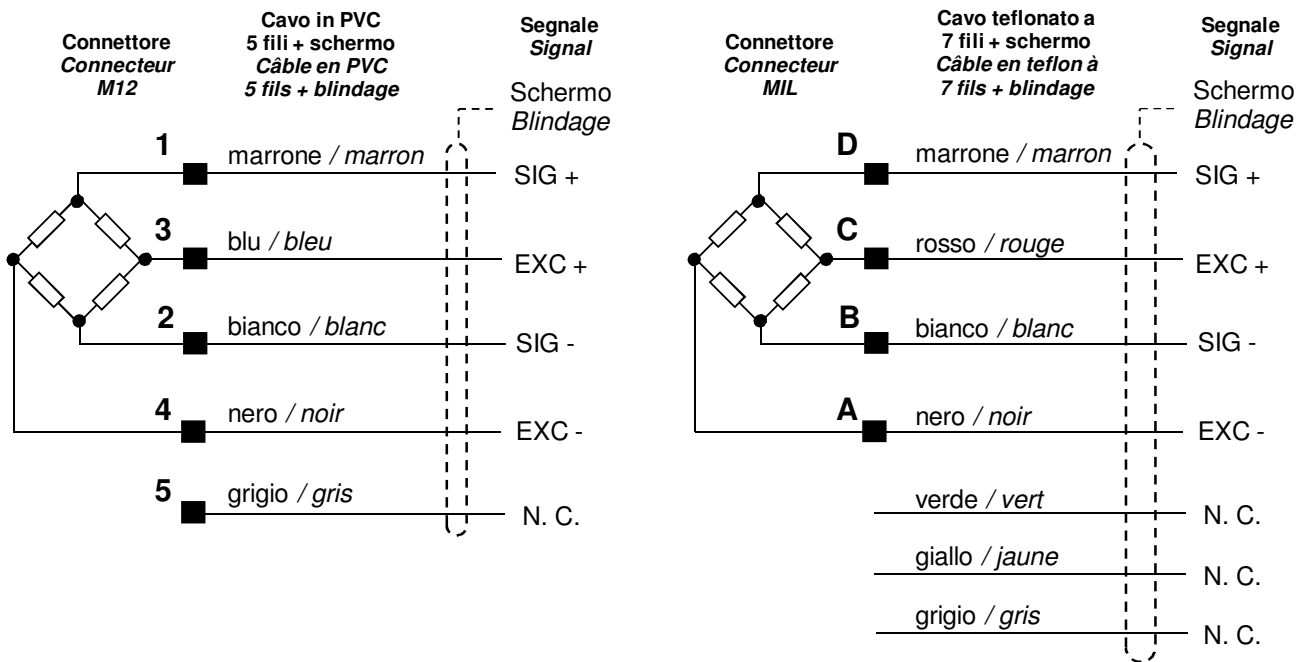 Connettore
Connecteur
M12
Cavo in PVC
5 fili + schermo
Câble en PVC
5 fils + blindage
Segnale
Signal
Schermo
Blindage
1
marrone / marron
SIG +
3
blu / bleu
EXC +
2
bianco / blanc
SIG -
4
nero / noir
EXC -
5
grigio / gris
N. C.
Connettore
Connecteur
MIL
Cavo teflonato a
7 fili + schermo
Câble en teflon à
7 fils + blindage
Segnale
Signal
Schermo
Blindage
D
marrone / marron
SIG +
C
rosso / rouge
EXC +
B
bianco / blanc
SIG -
A
nero / noir
EXC -
verde / vert
N. C.
giallo / jaune
N. C.
grigio / gris
N. C.